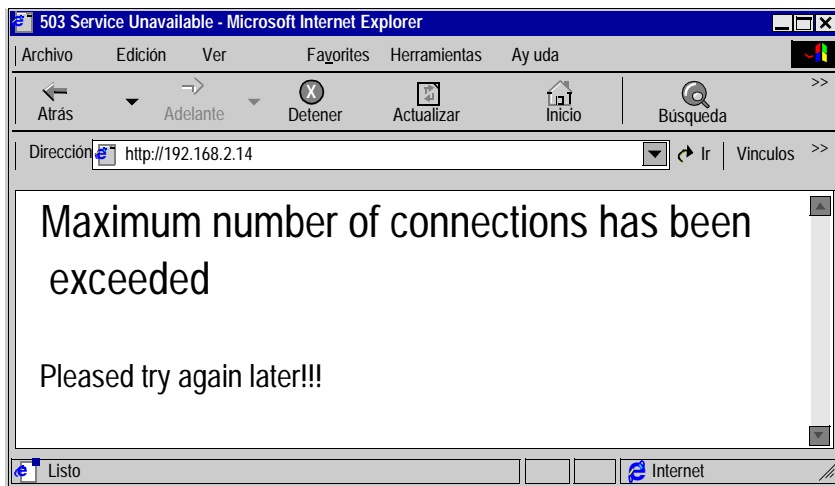 503 Service Unavailable - Microsoft Internet Explorer
Archivo Edición Ver Favorites Herramientas Ay uda
Atrás Adelante Detener Actualizar Inicio Búsqueda >>
Dirección http://192.168.2.14 Ir Vinculos >>
Maximum number of connections has been
exceeded
Pleased try again later!!!
Listo Internet